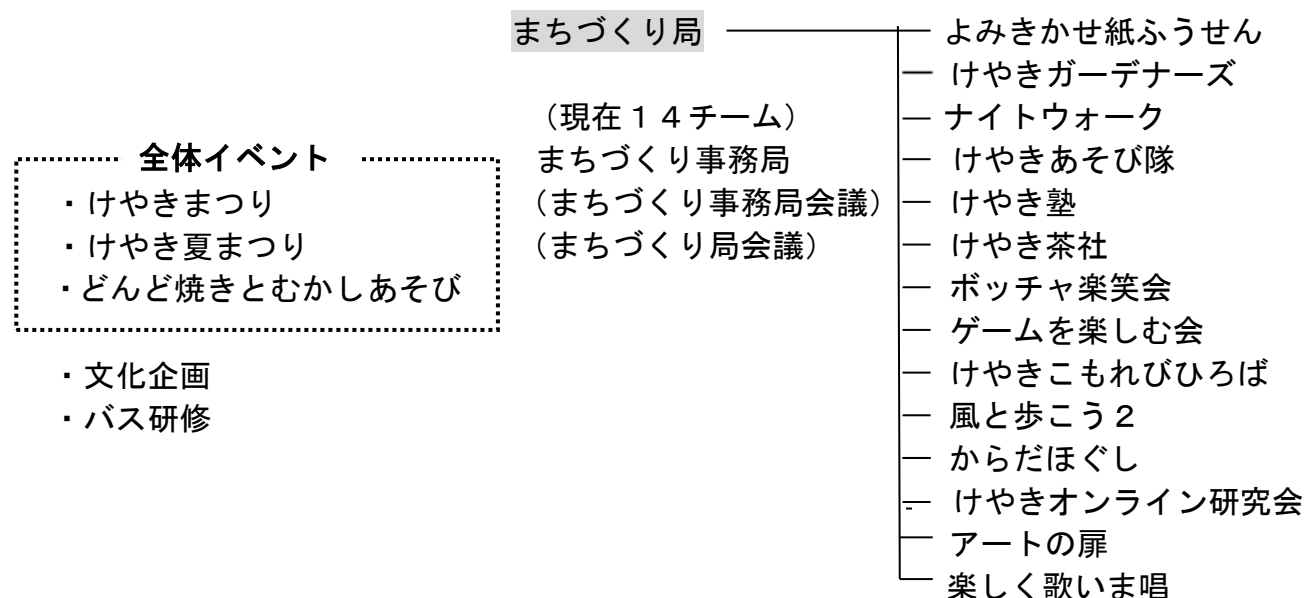 まちづくり局
(現在14チーム)
まちづくり事務局
(まちづくり事務局会議)
(まちづくり局会議)
全体イベント
・けやきまつり
・けやき夏まつり
・どんど焼きとむかしあそび
・文化企画
・バス研修
よみきかせ紙ふうせん
けやきガーデナーズ
ナイトウォーク
けやきあそび隊
けやき塾
けやき茶社
ボッチャ楽笑会
ゲームを楽しむ会
けやきこもれびひろば
風と歩こう2
からだほぐし
けやきオンライン研究会
アートの扉
楽しく歌いま唱